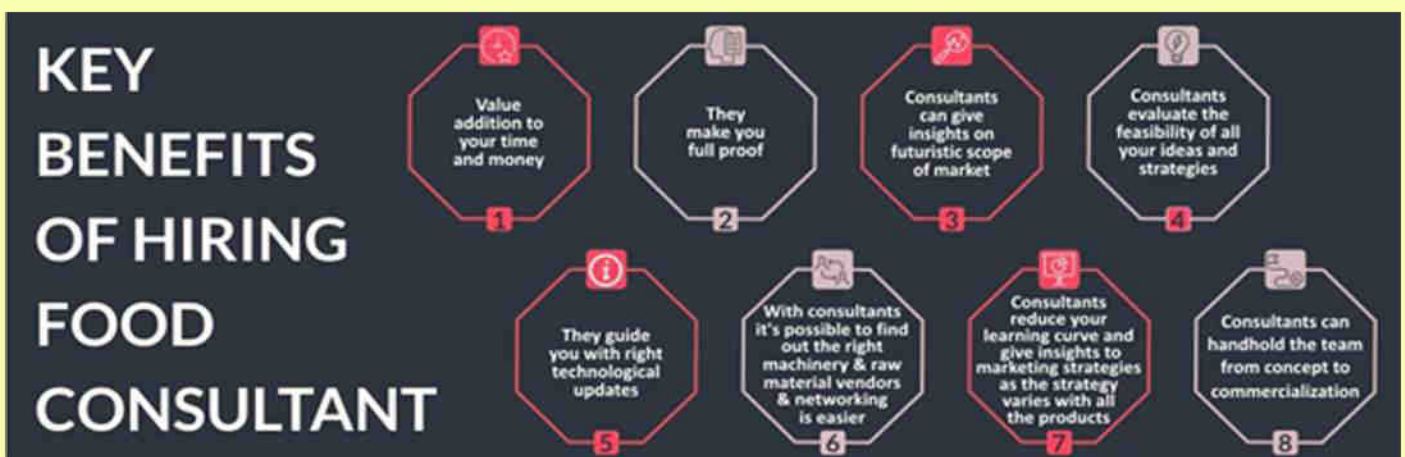 KEY
BENEFITS
OF HIRING
FOOD
CONSULTANT
Value
addition to
your time
and money
1
They
make you
full proof
2
Consultants
can give
insights on
futuristic scope
of market
3
Consultants
evaluate the
feasibility of all
your ideas and
strategies
4
They guide
you with right
technological
updates
5
With consultants
it's possible to find
out the right
machinery & raw
material vendors
& networking
is easier
6
Consultants
reduce your
learning curve and
give insights to
marketing strategies
as the strategy
varies with all
the products
7
Consultants can
handhold the team
from concept to
commercialization
8